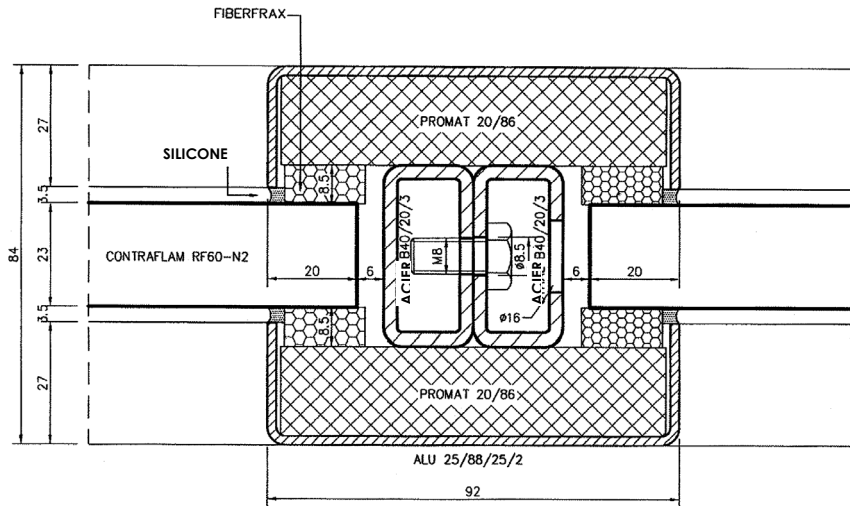 FIBERFRAX
27
PROMAT 20/86
SILICONE
3.5
8.5
84
23
CONTRAFLAM RF60-N2
20
6
ACIER B40/20/3
M8
ø8.5
ACIER B40/20/3
6
20
ø16
3.5
8.5
27
PROMAT 20/86
ALU 25/88/25/2
92